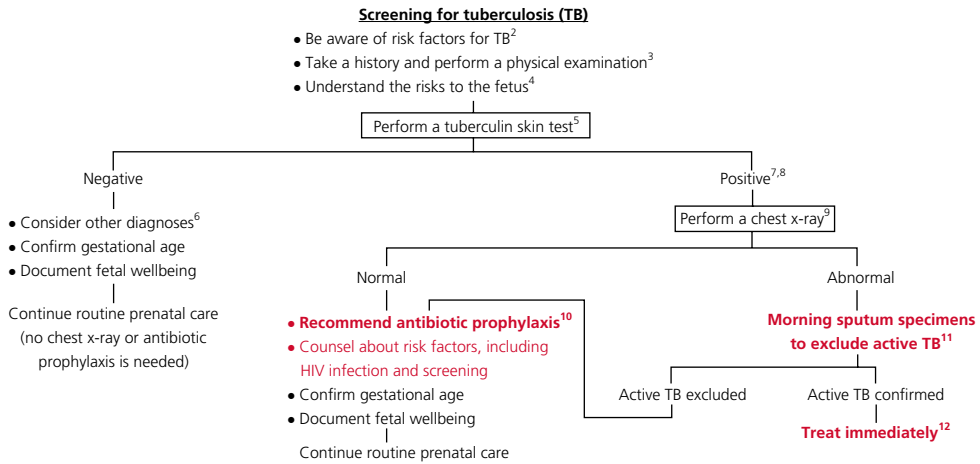 Screening for tuberculosis (TB)
• Be aware of risk factors for TB2
• Take a history and perform a physical examination3
• Understand the risks to the fetus4
Perform a tuberculin skin test5
Negative
• Consider other diagnoses6
• Confirm gestational age
• Document fetal wellbeing
Continue routine prenatal care
(no chest x-ray or antibiotic
prophylaxis is needed)
Positive7,8
Perform a chest x-ray9
Normal
• Recommend antibiotic prophylaxis10
• Counsel about risk factors, including
HIV infection and screening
• Confirm gestational age
• Document fetal wellbeing
Continue routine prenatal care
Abnormal
Morning sputum specimens
to exclude active TB11
Active TB excluded
Active TB confirmed
Treat immediately12